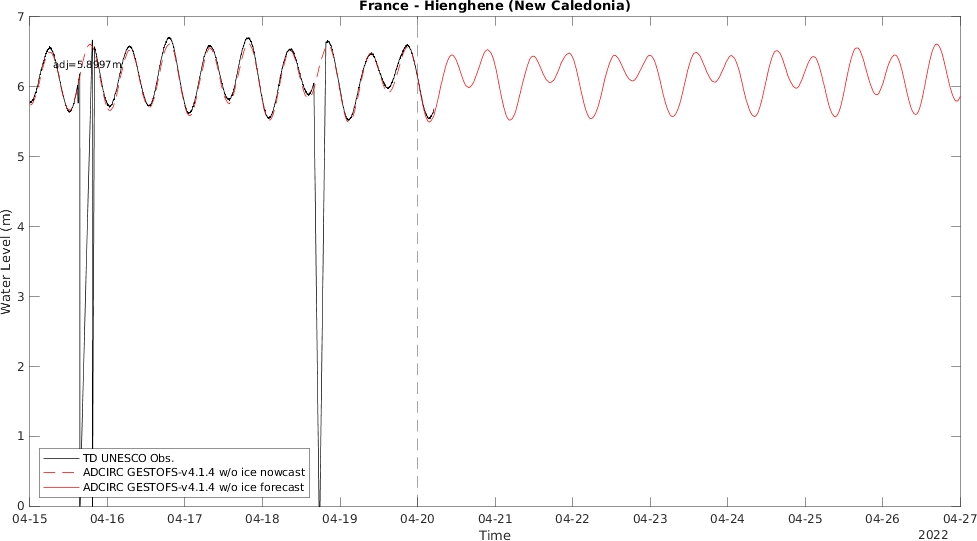 France - Hienghene (New Caledonia)
7
6
5
4
3
2
1
0
Water Level (m)
adj=5.8997m
TD UNESCO Obs.
ADCIRC GESTOFS-v4.1.4 w/o ice nowcast
ADCIRC GESTOFS-v4.1.4 w/o ice forecast
04-15 04-16 04-17 04-18 04-19 04-20 04-21 04-22 04-23 04-24 04-25 04-26 04-27
Time
2022